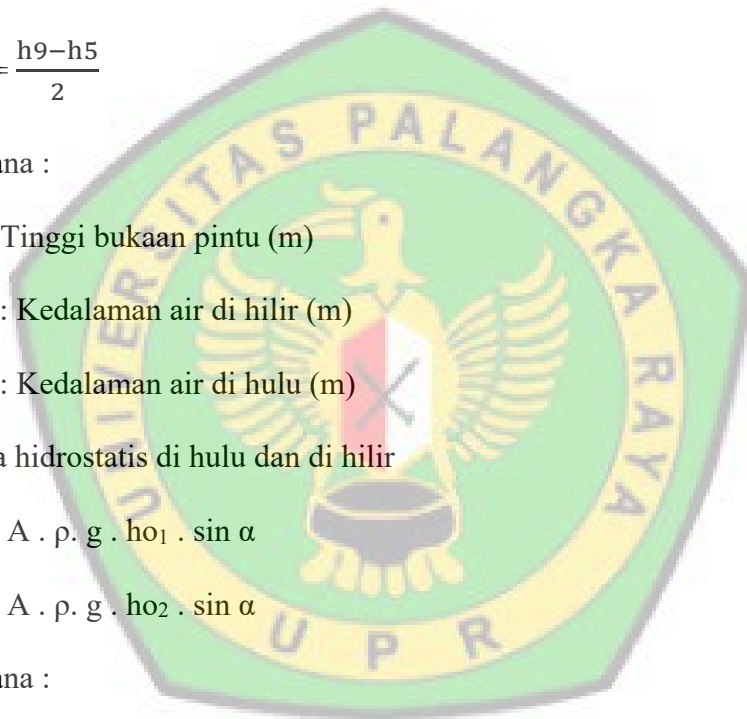 = h9−h5
2
ana :
Tinggi bukaan pintu (m)
: Kedalaman air di hilir (m)
: Kedalaman air di hulu (m)
a hidrostatis di hulu dan di hilir
A . ρ. g . ho₁ . sin α
A . ρ. g . ho₂ . sin α
ana :
UNIVERSITAS PALANGKA RAYA
UPR